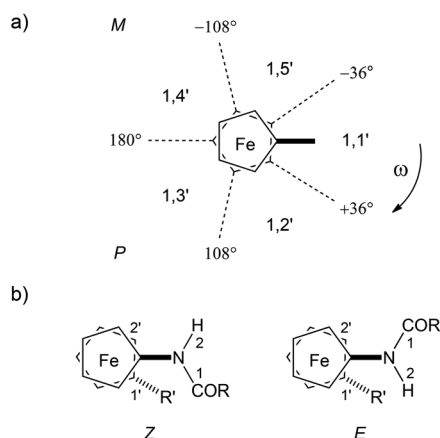 a)
M
−108°
1,5'
−36°
1,4'
180°
Fe
1,1'
ω
1,3'
+36°
1,2'
P
108°
b)
2'
H
2
Fe
N
1
COR
1'
R'
Z
COR
2'
1
Fe
N
2
1'
H
R'
E